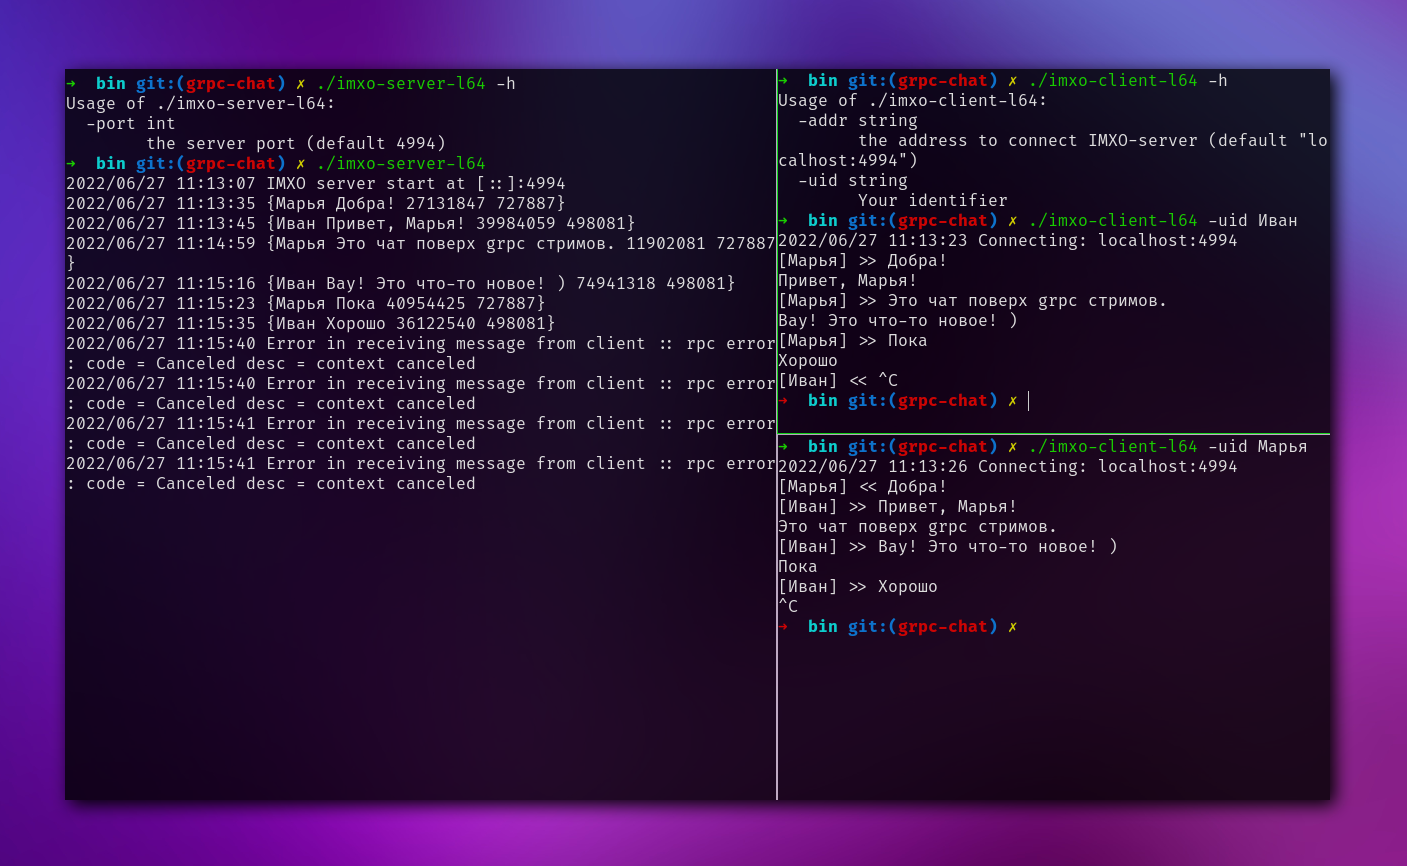 ➜  bin git:(grpc-chat) ✗ ./imxo-server-l64 -h
Usage of ./imxo-server-l64:
  -port int
        the server port (default 4994)
➜  bin git:(grpc-chat) ✗ ./imxo-server-l64
2022/06/27 11:13:07 IMXO server start at [::]:4994
2022/06/27 11:13:35 {Марья Добра! 27131847 727887}
2022/06/27 11:13:45 {Иван Привет, Марья! 39984059 498081}
2022/06/27 11:14:59 {Марья Это чат поверх grpc стримов. 11902081 727887
}
2022/06/27 11:15:16 {Иван Вау! Это что-то новое! ) 74941318 498081}
2022/06/27 11:15:23 {Марья Пока 40954425 727887}
2022/06/27 11:15:35 {Иван Хорошо 36122540 498081}
2022/06/27 11:15:40 Error in receiving message from client :: rpc error
: code = Canceled desc = context canceled
2022/06/27 11:15:40 Error in receiving message from client :: rpc error
: code = Canceled desc = context canceled
2022/06/27 11:15:41 Error in receiving message from client :: rpc error
: code = Canceled desc = context canceled
2022/06/27 11:15:41 Error in receiving message from client :: rpc error
: code = Canceled desc = context canceled
➜  bin git:(grpc-chat) ✗ ./imxo-client-l64 -h
Usage of ./imxo-client-l64:
  -addr string
        the address to connect IMXO-server (default "lo
calhost:4994")
  -uid string
        Your identifier
➜  bin git:(grpc-chat) ✗ ./imxo-client-l64 -uid Иван
2022/06/27 11:13:23 Connecting: localhost:4994
[Марья] >> Добра!
Привет, Марья!
[Марья] >> Это чат поверх grpc стримов.
Вау! Это что-то новое! )
[Марья] >> Пока
Хорошо
[Иван] << ^C
➜  bin git:(grpc-chat) ✗
➜  bin git:(grpc-chat) ✗ ./imxo-client-l64 -uid Марья
2022/06/27 11:13:26 Connecting: localhost:4994
[Марья] << Добра!
[Иван] >> Привет, Марья!
Это чат поверх grpc стримов.
[Иван] >> Вау! Это что-то новое! )
Пока
[Иван] >> Хорошо
^C
➜  bin git:(grpc-chat) ✗